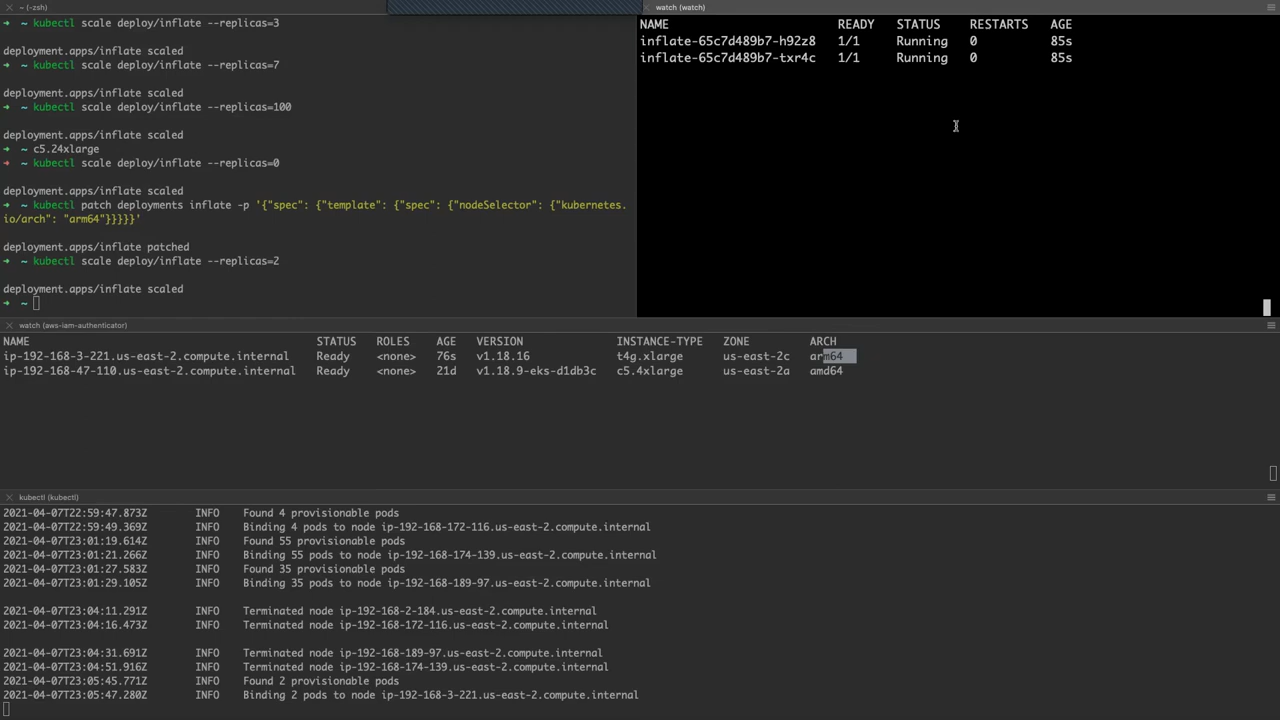 ~ (-zsh)
➜ ~ kubectl scale deploy/inflate --replicas=3
deployment.apps/inflate scaled
➜ ~ kubectl scale deploy/inflate --replicas=7
deployment.apps/inflate scaled
➜ ~ kubectl scale deploy/inflate --replicas=100
deployment.apps/inflate scaled
➜ ~ c5.24xlarge
➜ ~ kubectl scale deploy/inflate --replicas=0
deployment.apps/inflate scaled
➜ ~ kubectl patch deployments inflate -p '{"spec": {"template": {"spec": {"nodeSelector": {"kubernetes.
io/arch": "arm64"}}}}}'
deployment.apps/inflate patched
➜ ~ kubectl scale deploy/inflate --replicas=2
deployment.apps/inflate scaled
➜ ~
watch (watch)
NAME READY STATUS RESTARTS AGE
inflate-65c7d489b7-h92z8 1/1 Running 0 85s
inflate-65c7d489b7-txr4c 1/1 Running 0 85s
watch (aws-iam-authenticator)
NAME STATUS ROLES AGE VERSION INSTANCE-TYPE ZONE ARCH
ip-192-168-3-221.us-east-2.compute.internal Ready <none> 76s v1.18.16 t4g.xlarge us-east-2c arm64
ip-192-168-47-110.us-east-2.compute.internal Ready <none> 21d v1.18.9-eks-d1db3c c5.4xlarge us-east-2a amd64
kubectl (kubectl)
2021-04-07T22:59:47.873Z INFO Found 4 provisionable pods
2021-04-07T22:59:49.369Z INFO Binding 4 pods to node ip-192-168-172-116.us-east-2.compute.internal
2021-04-07T23:01:19.614Z INFO Found 55 provisionable pods
2021-04-07T23:01:21.266Z INFO Binding 55 pods to node ip-192-168-174-139.us-east-2.compute.internal
2021-04-07T23:01:27.583Z INFO Found 35 provisionable pods
2021-04-07T23:01:29.105Z INFO Binding 35 pods to node ip-192-168-189-97.us-east-2.compute.internal
2021-04-07T23:04:11.291Z INFO Terminated node ip-192-168-2-184.us-east-2.compute.internal
2021-04-07T23:04:16.473Z INFO Terminated node ip-192-168-172-116.us-east-2.compute.internal
2021-04-07T23:04:31.691Z INFO Terminated node ip-192-168-189-97.us-east-2.compute.internal
2021-04-07T23:04:51.916Z INFO Terminated node ip-192-168-174-139.us-east-2.compute.internal
2021-04-07T23:05:45.771Z INFO Found 2 provisionable pods
2021-04-07T23:05:47.280Z INFO Binding 2 pods to node ip-192-168-3-221.us-east-2.compute.internal